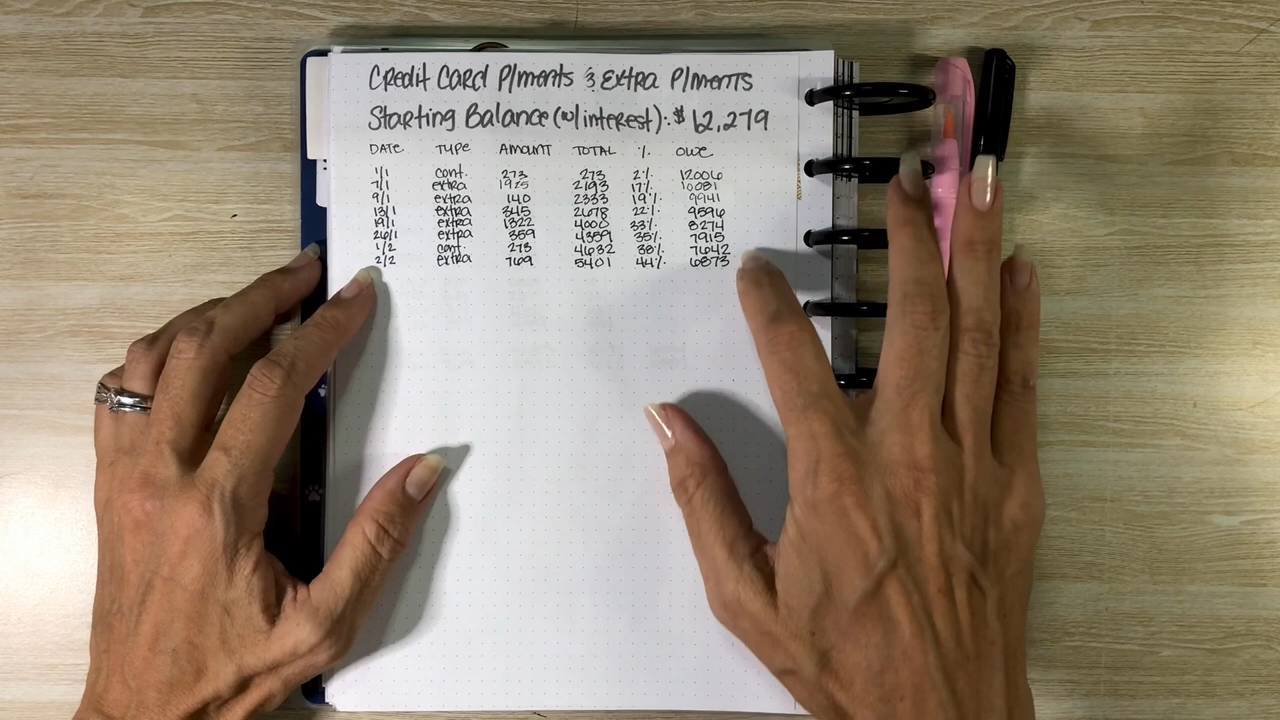 Credit Card P/ments & Extra P/ments
Starting Balance (w/interest): $ 12,279
DATE TYPE AMOUNT TOTAL % OWE
1/1 cont. 273 273 2% 12006
7/1 extra 1925 2193 17% 10081
9/1 extra 140 2333 19% 9941
13/1 extra 345 2678 22% 9596
19/1 extra 1322 4000 33% 8274
26/1 extra 359 4359 35% 7915
1/2 cont. 273 4632 38% 7642
2/2 extra 769 5401 44% 6873